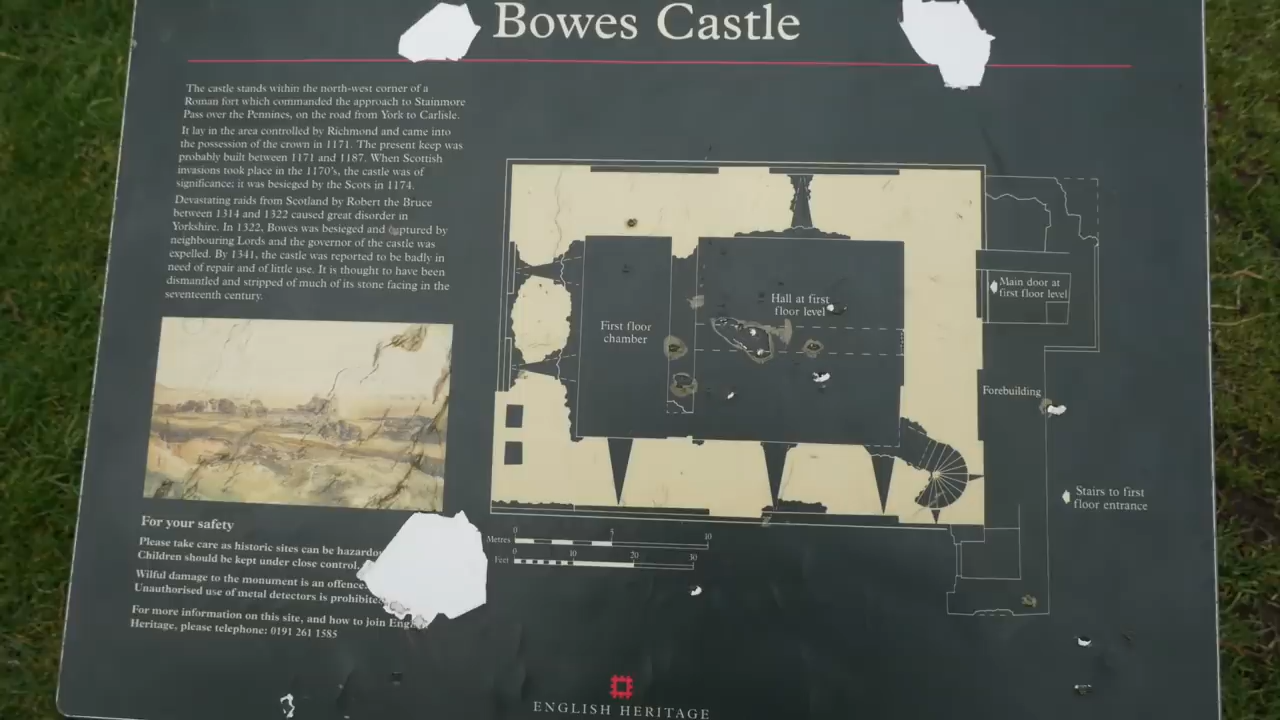 Bowes Castle
The castle stands within the north-west corner of a
Roman fort which commanded the approach to Stainmore
Pass over the Pennines, on the road from York to Carlisle.
It lay in the area controlled by Richmond and came into
the possession of the crown in 1171. The present keep was
probably built between 1171 and 1187. When Scottish
invasions took place in the 1170's, the castle was of
significance; it was besieged by the Scots in 1174.
Devastating raids from Scotland by Robert the Bruce
between 1314 and 1322 caused great disorder in
Yorkshire. In 1322, Bowes was besieged and captured by
neighbouring Lords and the governor of the castle was
expelled. By 1341, the castle was reported to be badly in
need of repair and of little use. It is thought to have been
dismantled and stripped of much of its stone facing in the
seventeenth century.
First floor
chamber
Hall at first
floor level
Main door at
first floor level
Forebuilding
Stairs to first
floor entrance
Metres 0 5 10
Feet 0 10 20 30
For your safety
Please take care as historic sites can be hazardo
Children should be kept under close control.
Wilful damage to the monument is an offence.
Unauthorised use of metal detectors is prohibite
For more information on this site, and how to join Eng
Heritage, please telephone: 0191 261 1585
ENGLISH HERITAGE